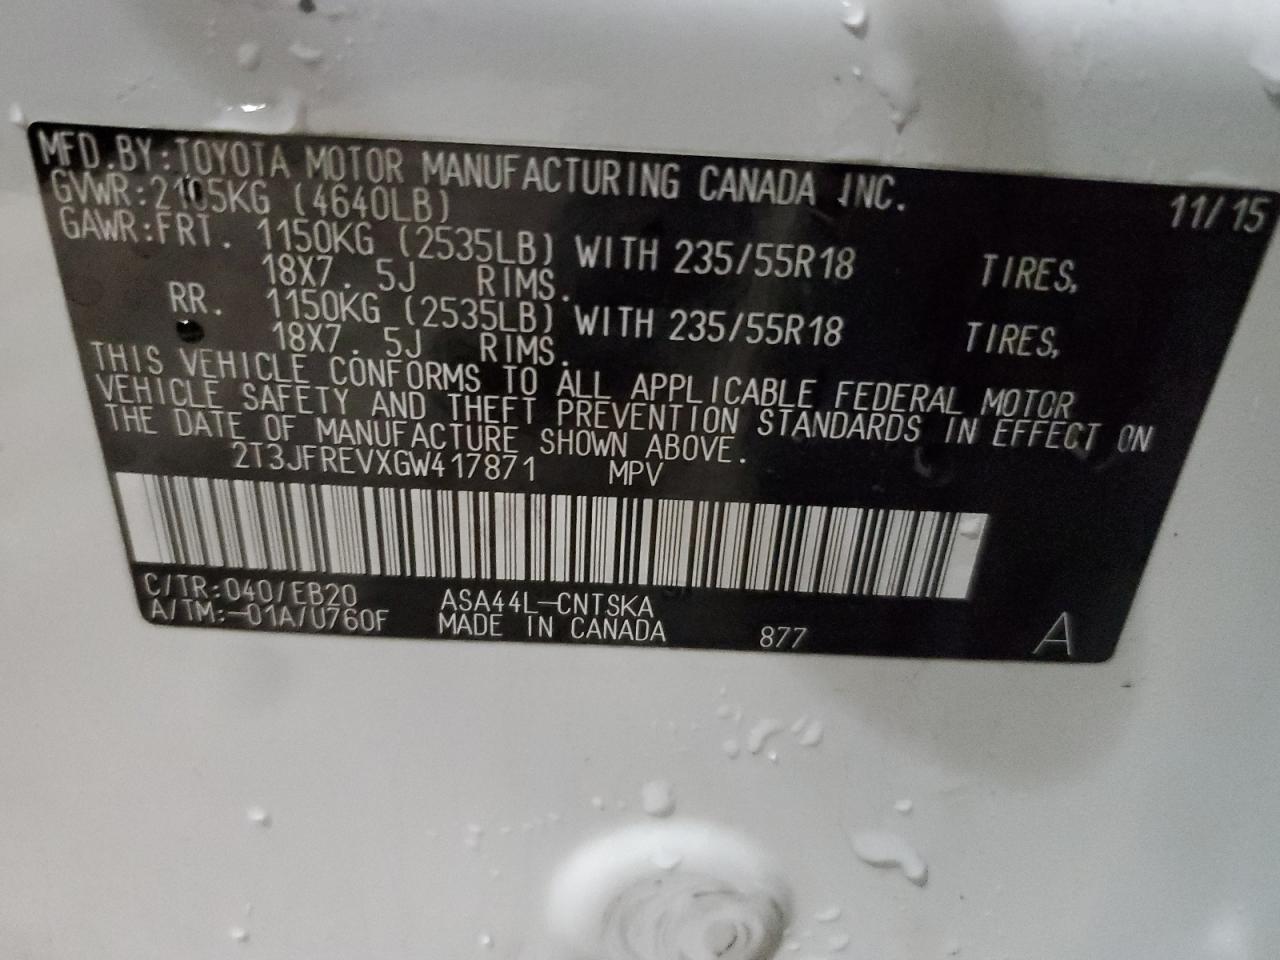 MFD.BY:TOYOTA MOTOR MANUFACTURING CANADA INC. 11/15
GVWR:2105KG (4640LB)
GAWR:FRT. 1150KG (2535LB) WITH 235/55R18 TIRES,
18X7.5J RIMS.
RR. 1150KG (2535LB) WITH 235/55R18 TIRES,
18X7.5J RIMS.
THIS VEHICLE CONFORMS TO ALL APPLICABLE FEDERAL MOTOR
VEHICLE SAFETY AND THEFT PREVENTION STANDARDS IN EFFECT ON
THE DATE OF MANUFACTURE SHOWN ABOVE.
2T3JFREVXGW417871 MPV
C/TR:040/EB20 ASA44L-CNTSKA
A/TM:-01A/U760F MADE IN CANADA 877 A